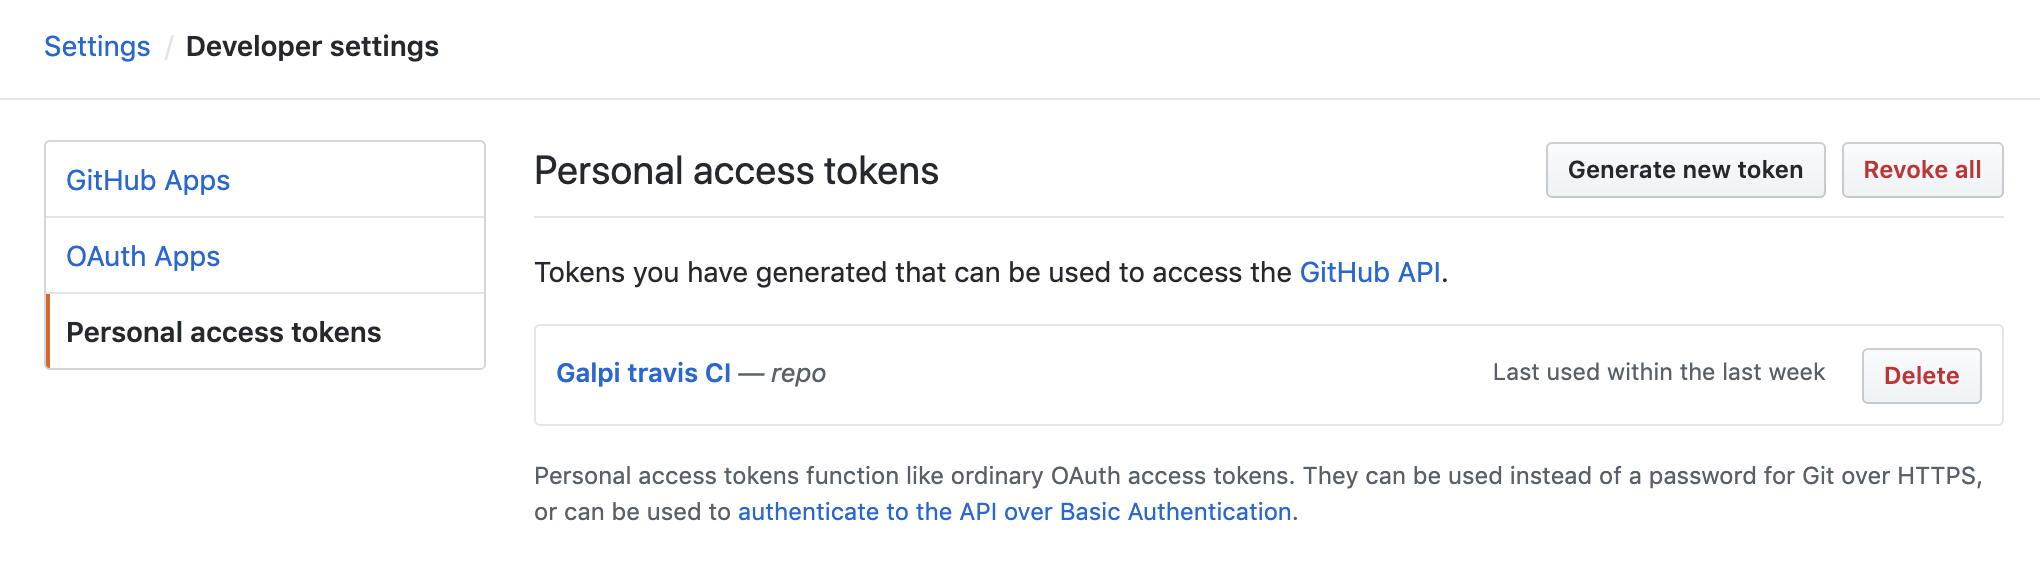 Settings / Developer settings
GitHub Apps
OAuth Apps
Personal access tokens
Personal access tokens
Generate new token
Revoke all
Tokens you have generated that can be used to access the GitHub API.
Galpi travis CI — repo
Last used within the last week
Delete
Personal access tokens function like ordinary OAuth access tokens. They can be used instead of a password for Git over HTTPS,
or can be used to authenticate to the API over Basic Authentication.